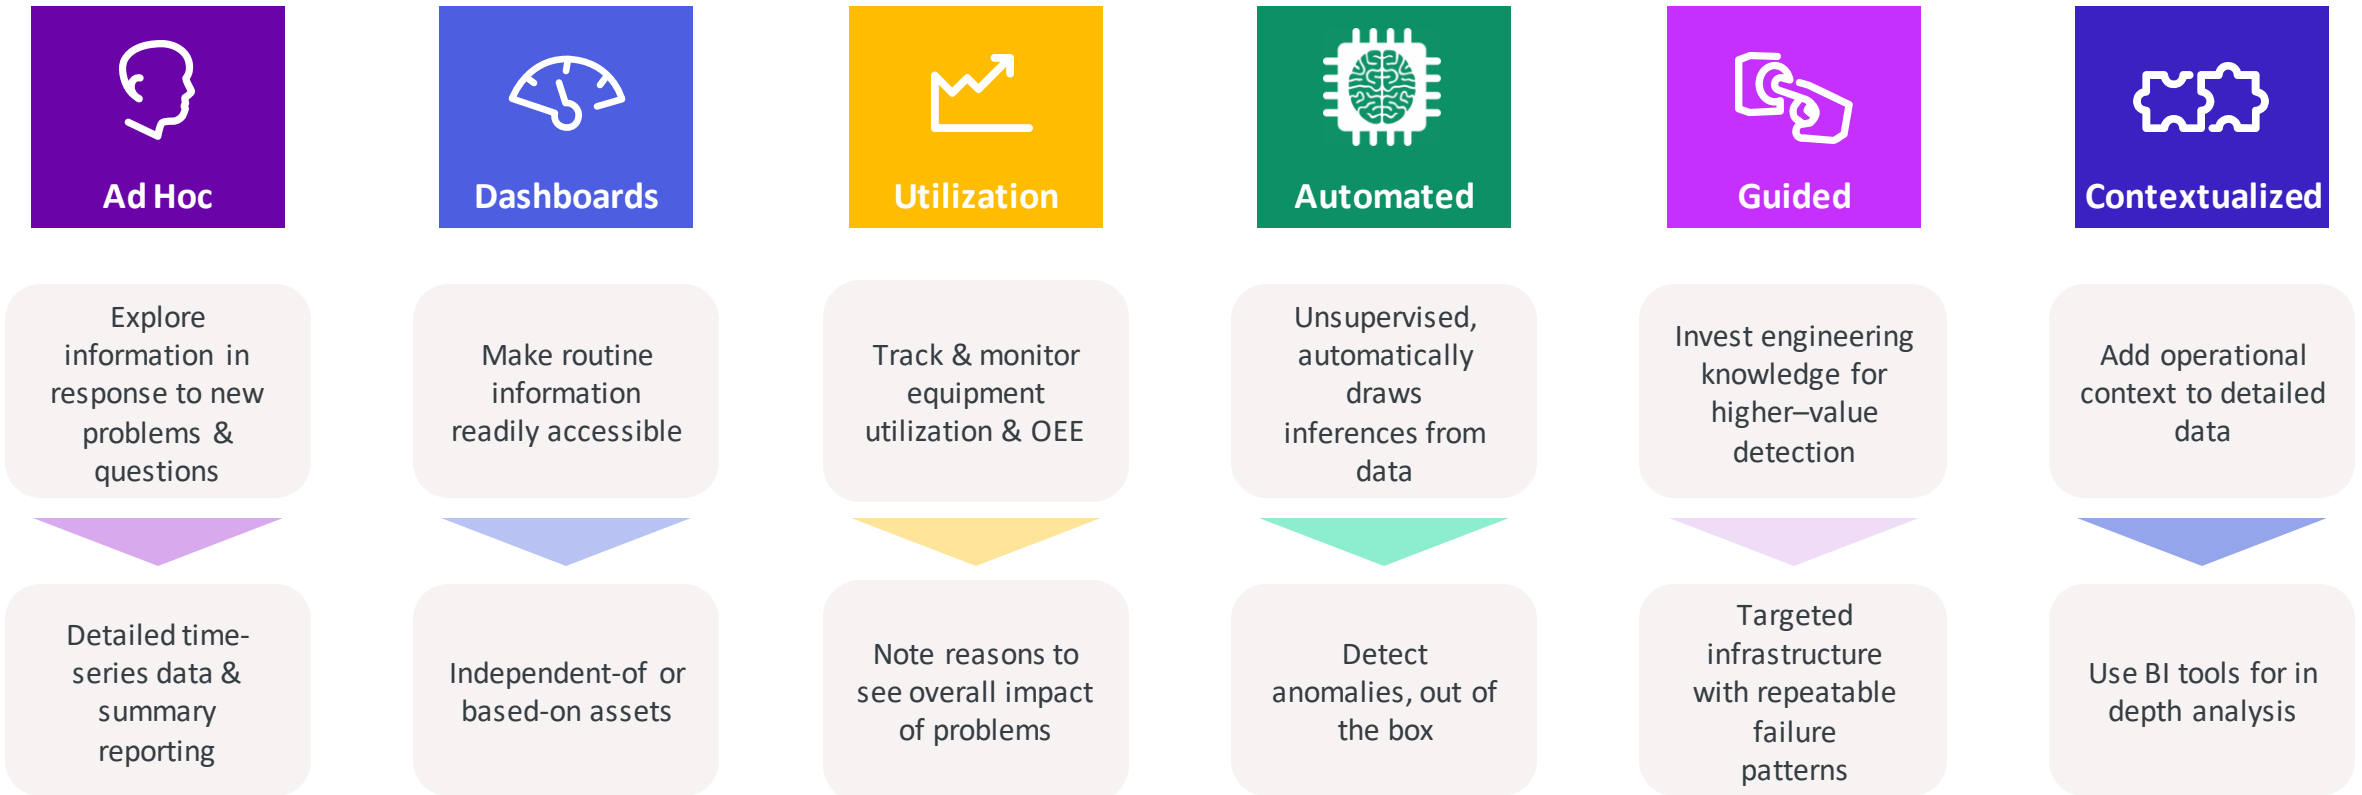 Ad Hoc
Dashboards
Utilization
Automated
Guided
Contextualized
Explore
information in
response to new
problems &
questions
Make routine
information
readily accessible
Track & monitor
equipment
utilization & OEE
Unsupervised,
automatically
draws
inferences from
data
Invest engineering
knowledge for
higher–value
detection
Add operational
context to detailed
data
Detailed time-
series data &
summary
reporting
Independent-of or
based-on assets
Note reasons to
see overall impact
of problems
Detect
anomalies, out of
the box
Targeted
infrastructure
with repeatable
failure
patterns
Use BI tools for in
depth analysis